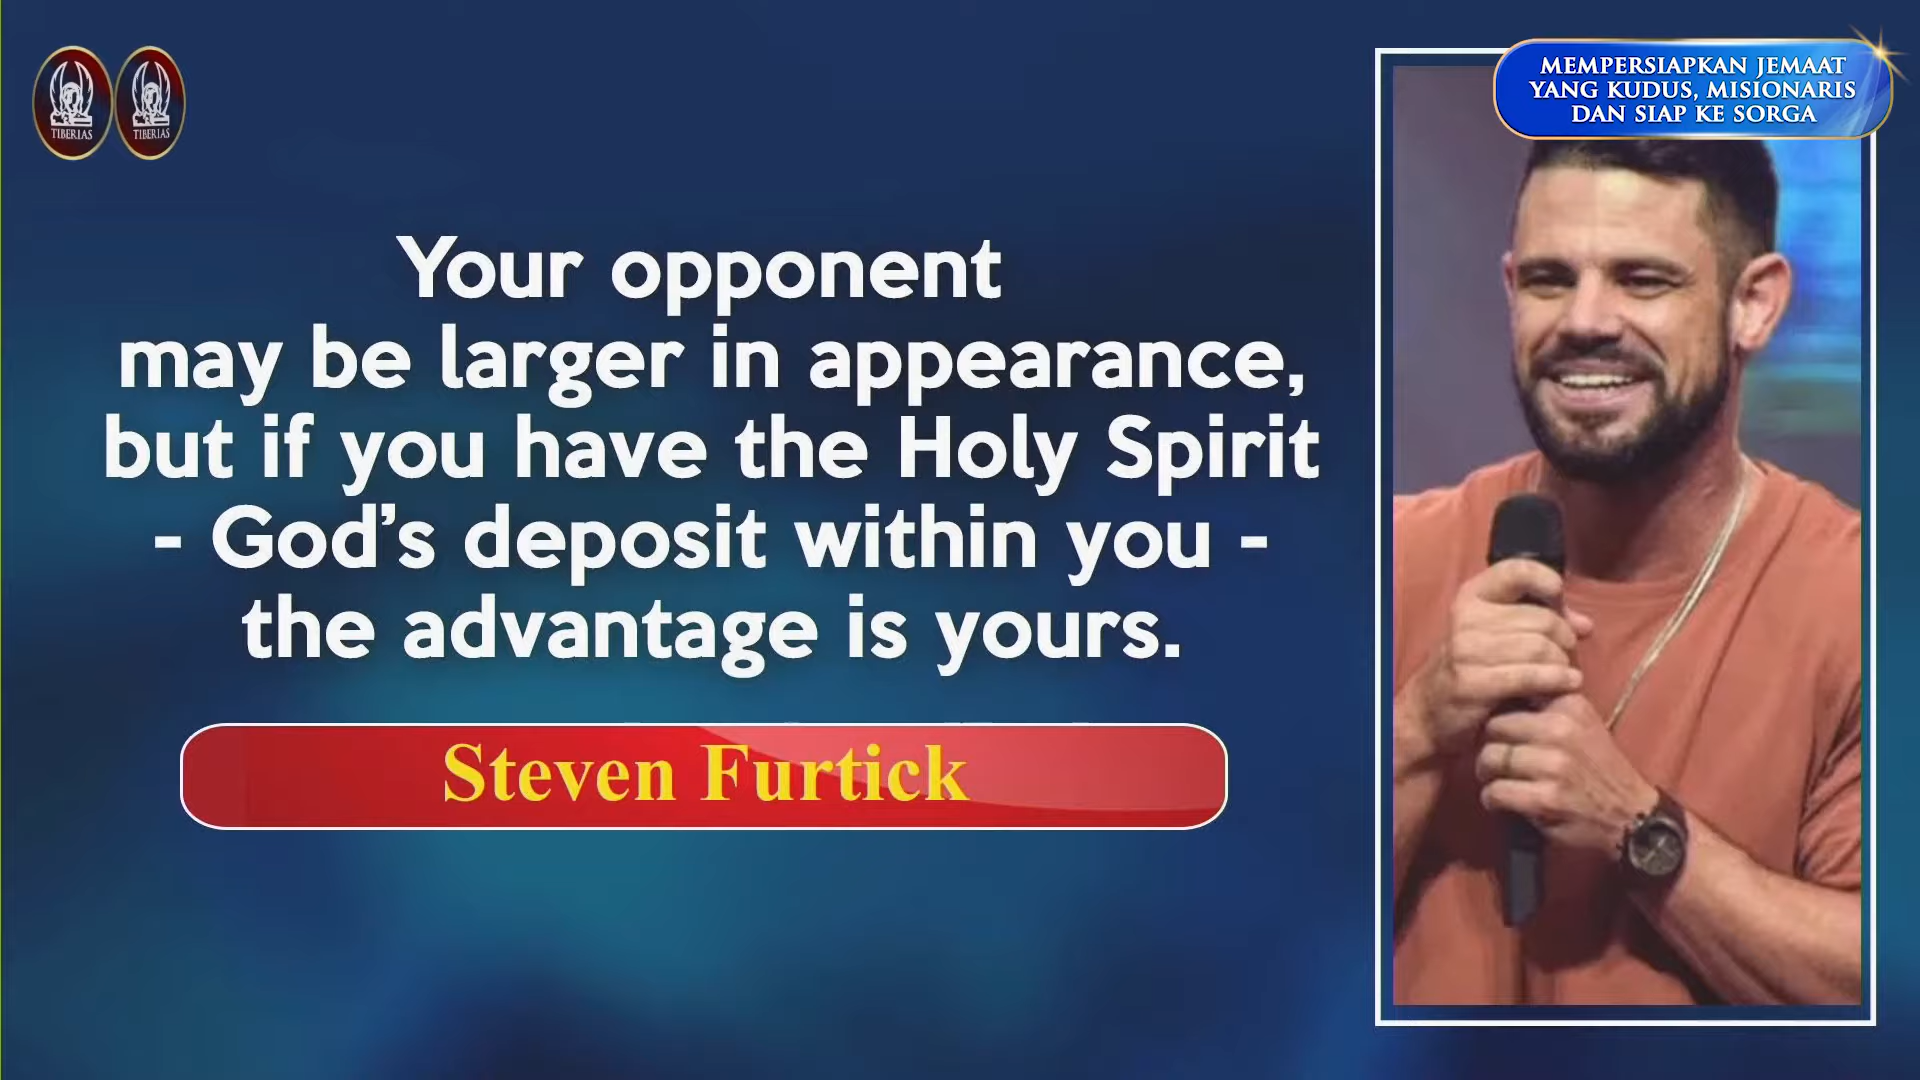 TIBERIAS TIBERIAS
MEMPERSIAPKAN JEMAAT
YANG KUDUS, MISIONARIS
DAN SIAP KE SORGA
Your opponent
may be larger in appearance,
but if you have the Holy Spirit
- God’s deposit within you -
the advantage is yours.
Steven Furtick